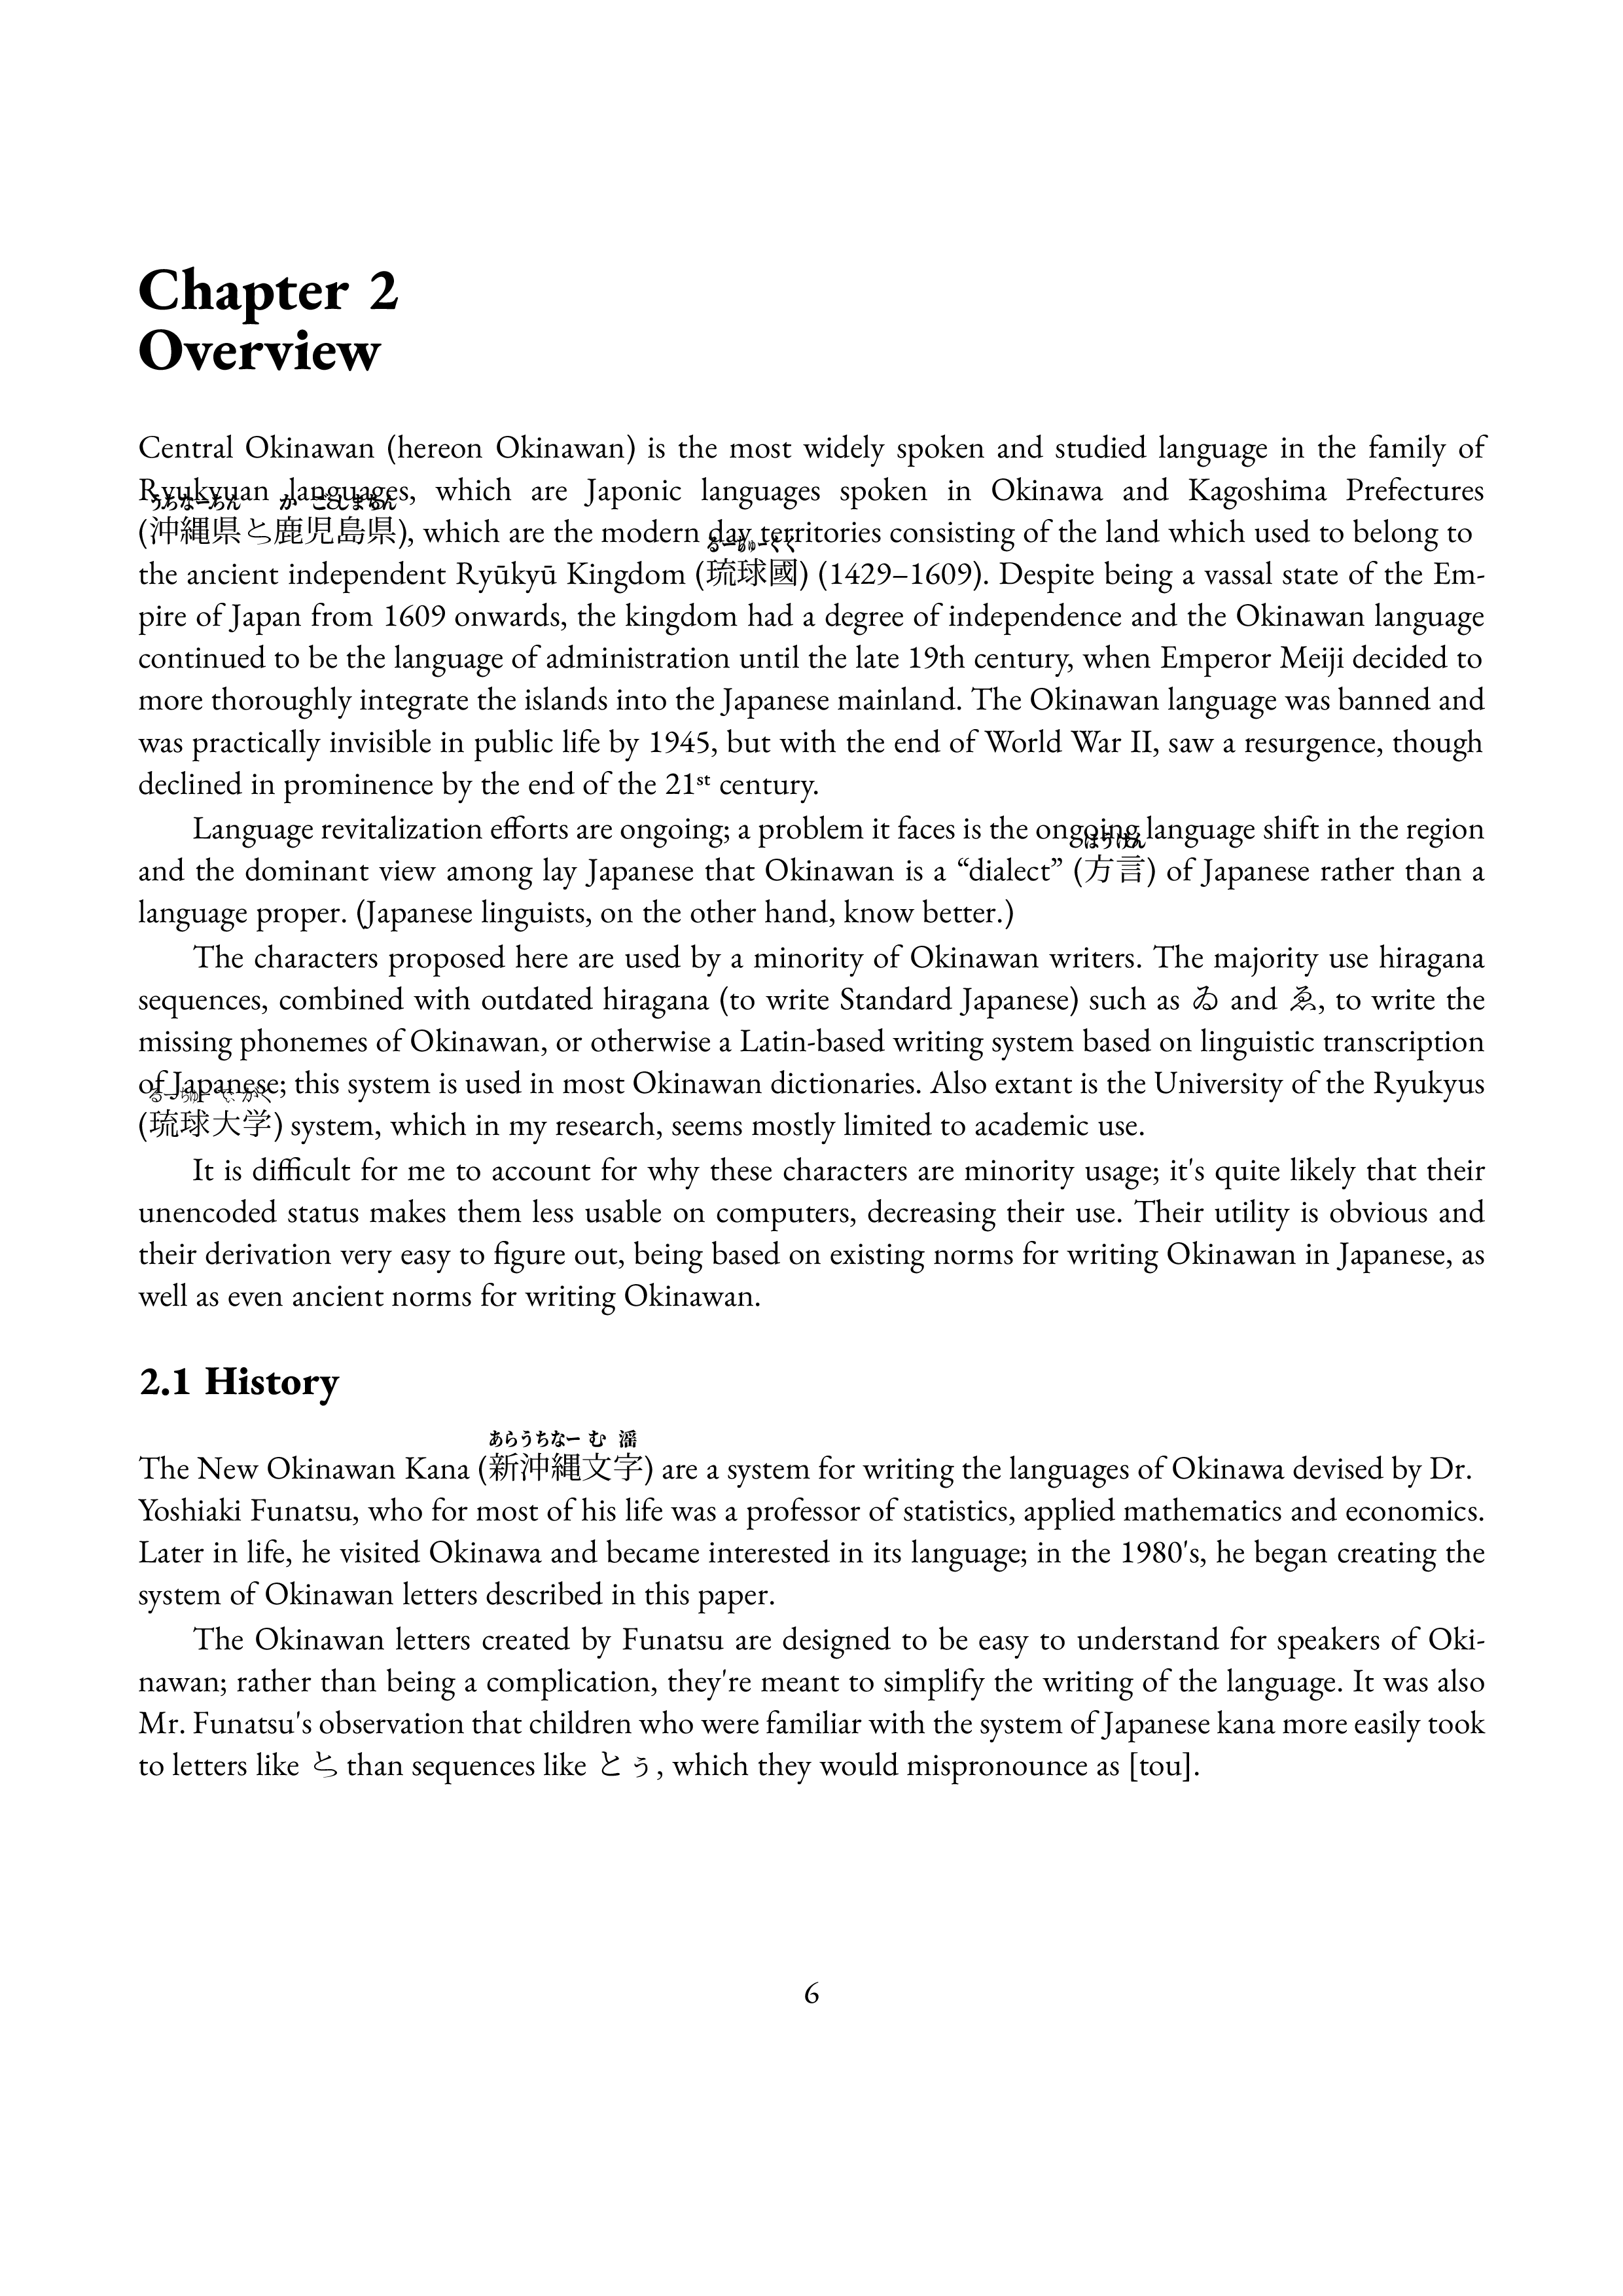 Chapter 2
Overview
Central Okinawan (hereon Okinawan) is the most widely spoken and studied language in the family of
Ryukyuan languages, which are Japonic languages spoken in Okinawa and Kagoshima Prefectures
(沖縄県と鹿児島県), which are the modern day territories consisting of the land which used to belong to
るーちゅーくく
the ancient independent Ryūkyū Kingdom (琉球國) (1429–1609). Despite being a vassal state of the Em-
pire of Japan from 1609 onwards, the kingdom had a degree of independence and the Okinawan language
continued to be the language of administration until the late 19th century, when Emperor Meiji decided to
more thoroughly integrate the islands into the Japanese mainland. The Okinawan language was banned and
was practically invisible in public life by 1945, but with the end of World War II, saw a resurgence, though
declined in prominence by the end of the 21st century.
Language revitalization efforts are ongoing; a problem it faces is the ongoing language shift in the region
ほうげん
and the dominant view among lay Japanese that Okinawan is a “dialect” (方言) of Japanese rather than a
language proper. (Japanese linguists, on the other hand, know better.)
The characters proposed here are used by a minority of Okinawan writers. The majority use hiragana
sequences, combined with outdated hiragana (to write Standard Japanese) such as ゐ and ゑ, to write the
missing phonemes of Okinawan, or otherwise a Latin-based writing system based on linguistic transcription
of Japanese; this system is used in most Okinawan dictionaries. Also extant is the University of the Ryukyus
(琉球大学) system, which in my research, seems mostly limited to academic use.
It is difficult for me to account for why these characters are minority usage; it's quite likely that their
unencoded status makes them less usable on computers, decreasing their use. Their utility is obvious and
their derivation very easy to figure out, being based on existing norms for writing Okinawan in Japanese, as
well as even ancient norms for writing Okinawan.
2.1 History
あらうちなー む
The New Okinawan Kana (新沖縄文字) are a system for writing the languages of Okinawa devised by Dr.
Yoshiaki Funatsu, who for most of his life was a professor of statistics, applied mathematics and economics.
Later in life, he visited Okinawa and became interested in its language; in the 1980's, he began creating the
system of Okinawan letters described in this paper.
The Okinawan letters created by Funatsu are designed to be easy to understand for speakers of Oki-
nawan; rather than being a complication, they're meant to simplify the writing of the language. It was also
Mr. Funatsu's observation that children who were familiar with the system of Japanese kana more easily took
to letters like than sequences like とぅ, which they would mispronounce as [tou].
6